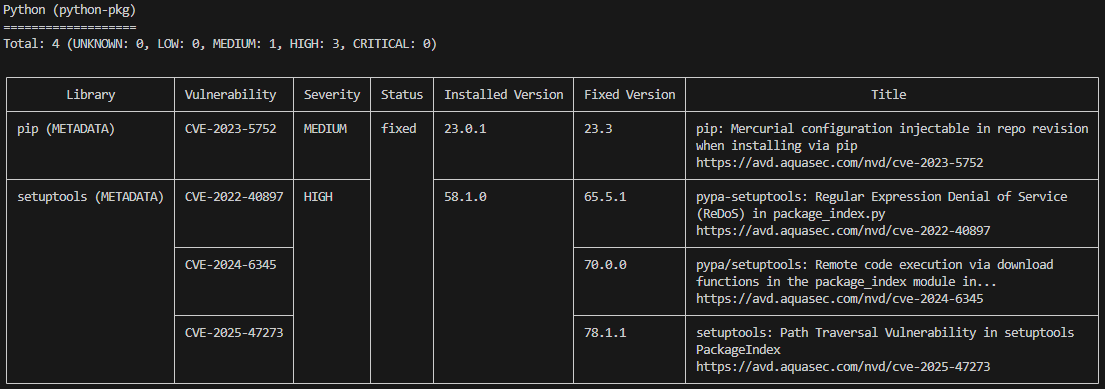 Python (python-pkg)
===================
Total: 4 (UNKNOWN: 0, LOW: 0, MEDIUM: 1, HIGH: 3, CRITICAL: 0)
Library Vulnerability Severity Status Installed Version Fixed Version Title
pip (METADATA) CVE-2023-5752 MEDIUM fixed 23.0.1 23.3 pip: Mercurial configuration injectable in repo revision
when installing via pip
https://avd.aquasec.com/nvd/cve-2023-5752
setuptools (METADATA) CVE-2022-40897 HIGH 58.1.0 65.5.1 pypa-setuptools: Regular Expression Denial of Service
(ReDoS) in package_index.py
https://avd.aquasec.com/nvd/cve-2022-40897
CVE-2024-6345 70.0.0 pypa/setuptools: Remote code execution via download
functions in the package_index module in...
https://avd.aquasec.com/nvd/cve-2024-6345
CVE-2025-47273 78.1.1 setuptools: Path Traversal Vulnerability in setuptools
PackageIndex
https://avd.aquasec.com/nvd/cve-2025-47273